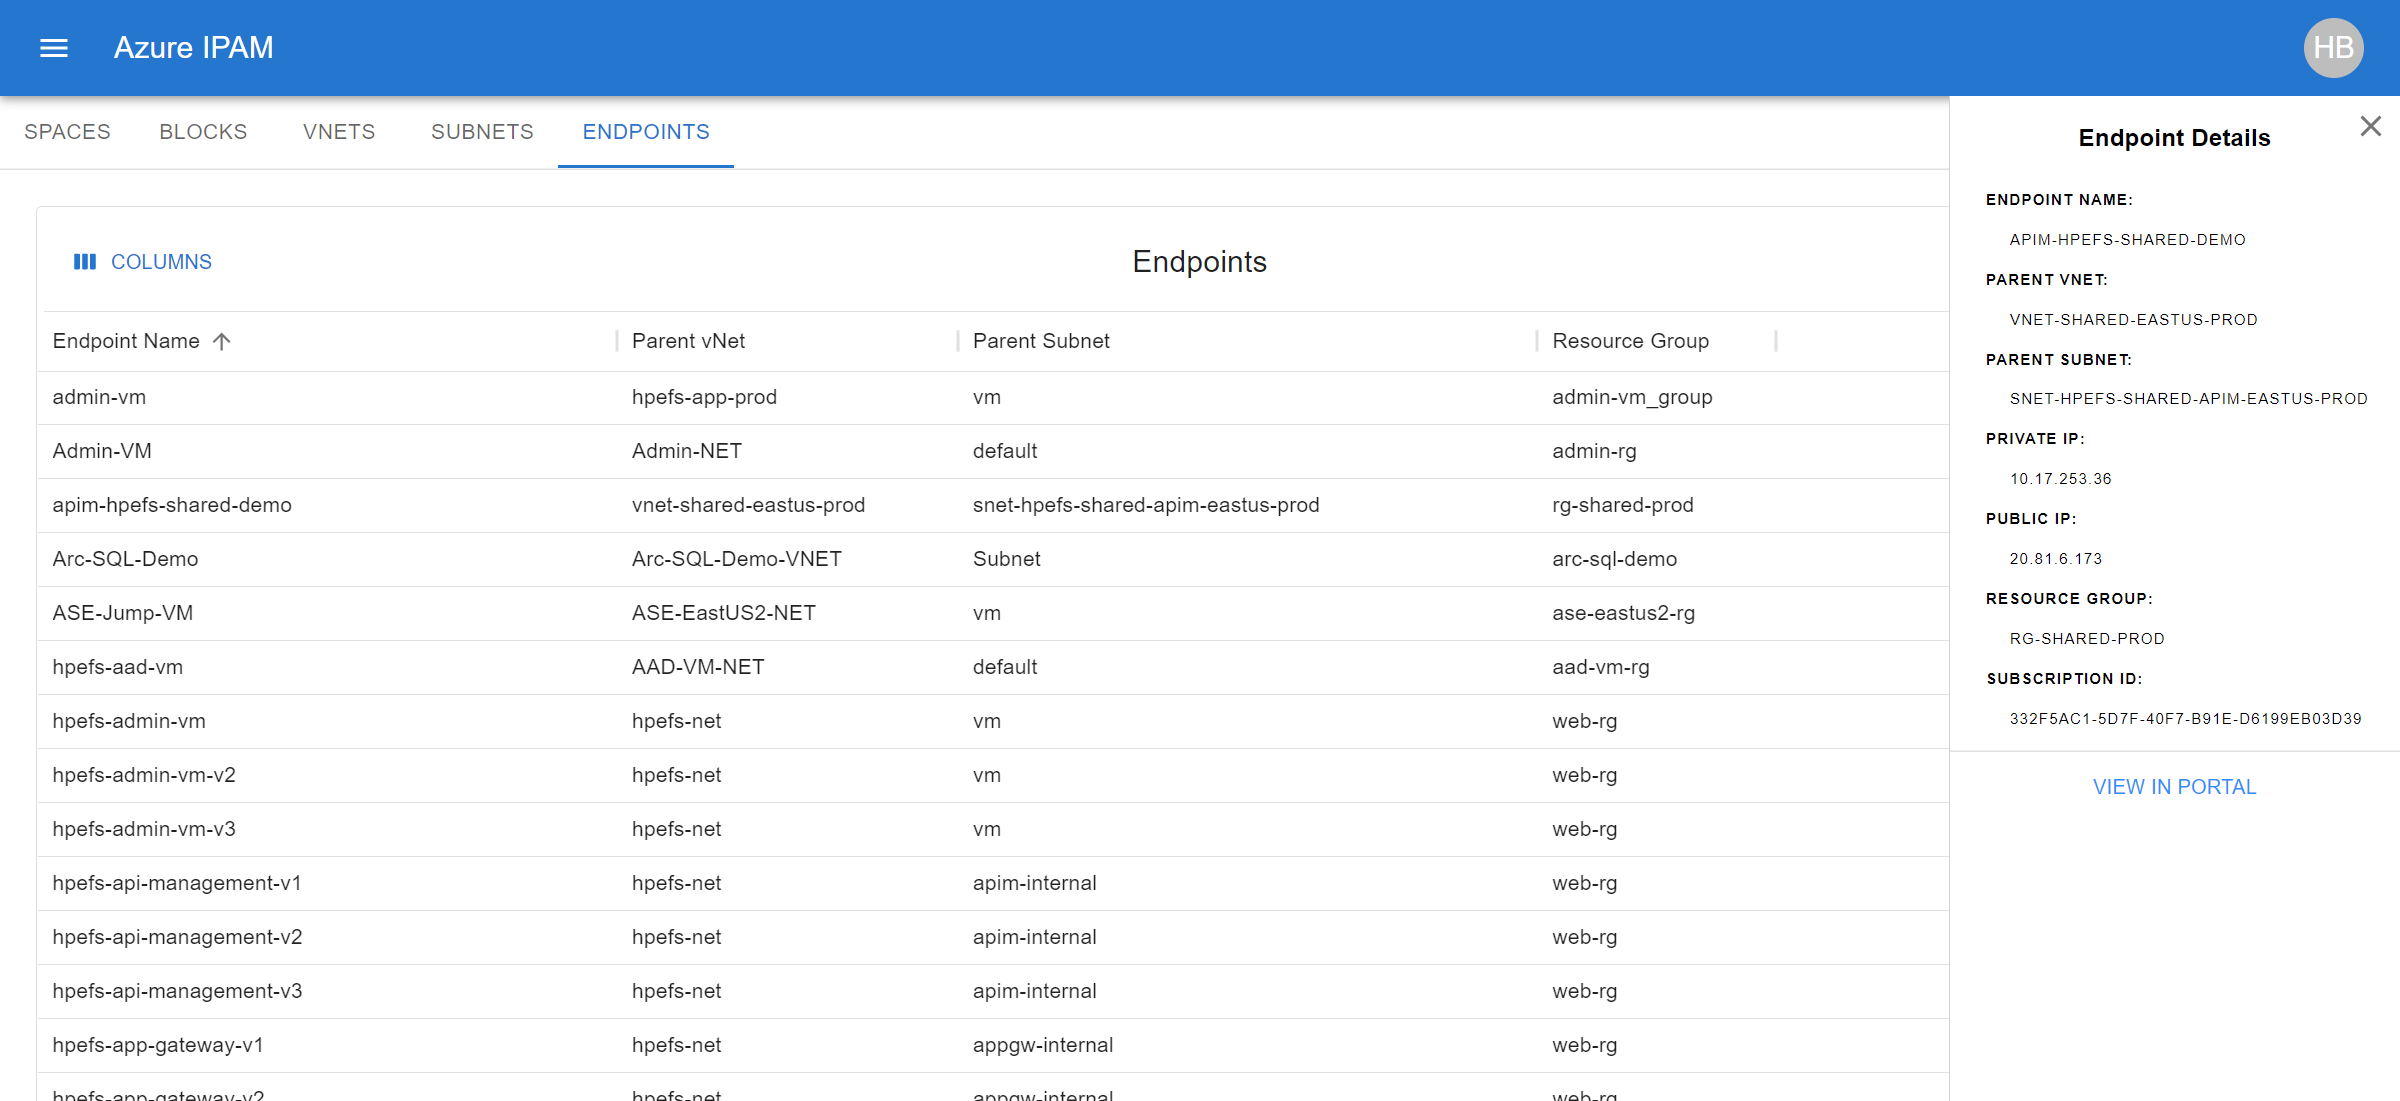 Azure IPAM
HB
SPACES BLOCKS VNETS SUBNETS ENDPOINTS
COLUMNS
Endpoints
Endpoint Name Parent vNet Parent Subnet Resource Group
admin-vm hpefs-app-prod vm admin-vm_group
Admin-VM Admin-NET default admin-rg
apim-hpefs-shared-demo vnet-shared-eastus-prod snet-hpefs-shared-apim-eastus-prod rg-shared-prod
Arc-SQL-Demo Arc-SQL-Demo-VNET Subnet arc-sql-demo
ASE-Jump-VM ASE-EastUS2-NET vm ase-eastus2-rg
hpefs-aad-vm AAD-VM-NET default aad-vm-rg
hpefs-admin-vm hpefs-net vm web-rg
hpefs-admin-vm-v2 hpefs-net vm web-rg
hpefs-admin-vm-v3 hpefs-net vm web-rg
hpefs-api-management-v1 hpefs-net apim-internal web-rg
hpefs-api-management-v2 hpefs-net apim-internal web-rg
hpefs-api-management-v3 hpefs-net apim-internal web-rg
hpefs-app-gateway-v1 hpefs-net appgw-internal web-rg
hpefs-app-gateway-v2 hpefs-net appgw-internal web-rg
Endpoint Details
ENDPOINT NAME:
APIM-HPEFS-SHARED-DEMO
PARENT VNET:
VNET-SHARED-EASTUS-PROD
PARENT SUBNET:
SNET-HPEFS-SHARED-APIM-EASTUS-PROD
PRIVATE IP:
10.17.253.36
PUBLIC IP:
20.81.6.173
RESOURCE GROUP:
RG-SHARED-PROD
SUBSCRIPTION ID:
332F5AC1-5D7F-40F7-B91E-D6199EB03D39
VIEW IN PORTAL